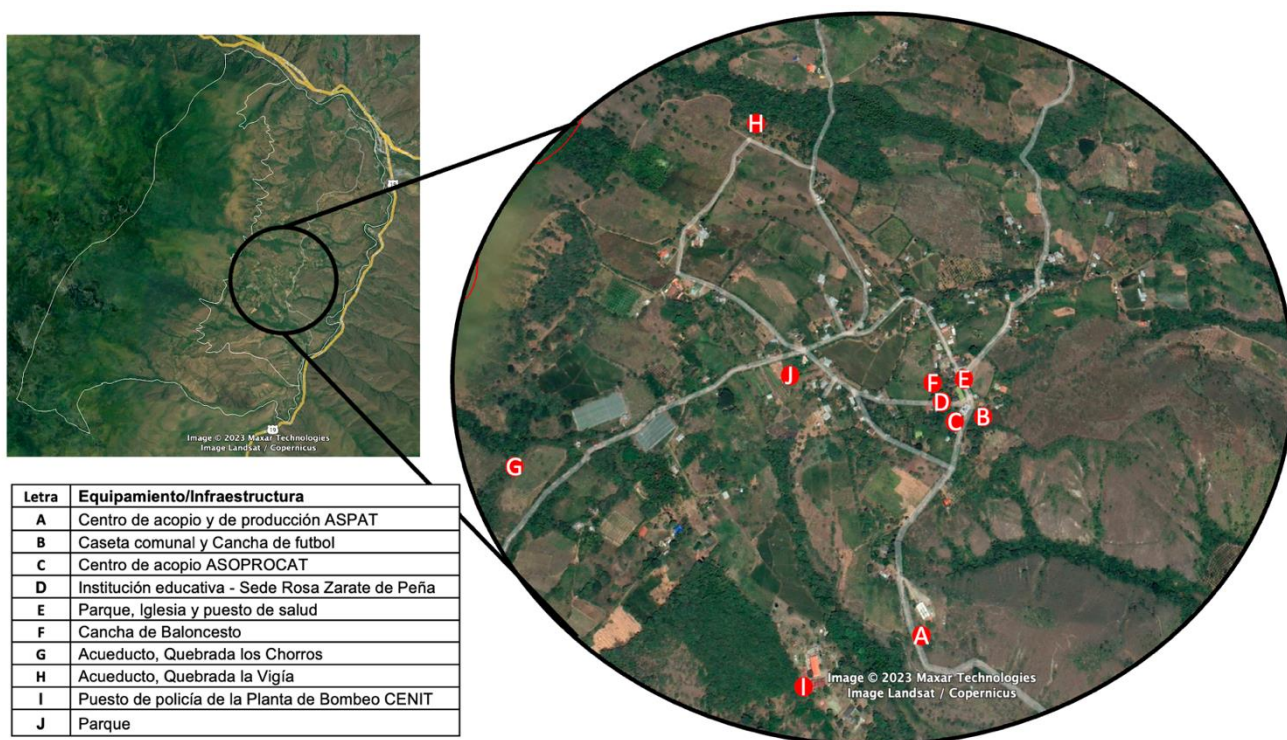 19
19
Image © 2023 Maxar Technologies
Image Landsat / Copernicus
H
J
F
E
D
B
C
G
A
I
Image © 2023 Maxar Technologies
Image Landsat / Copernicus
Letra Equipamiento/Infraestructura
A Centro de acopio y de producción ASPAT
B Caseta comunal y Cancha de futbol
C Centro de acopio ASOPROCAT
D Institución educativa - Sede Rosa Zarate de Peña
E Parque, Iglesia y puesto de salud
F Cancha de Baloncesto
G Acueducto, Quebrada los Chorros
H Acueducto, Quebrada la Vigía
I Puesto de policía de la Planta de Bombeo CENIT
J Parque